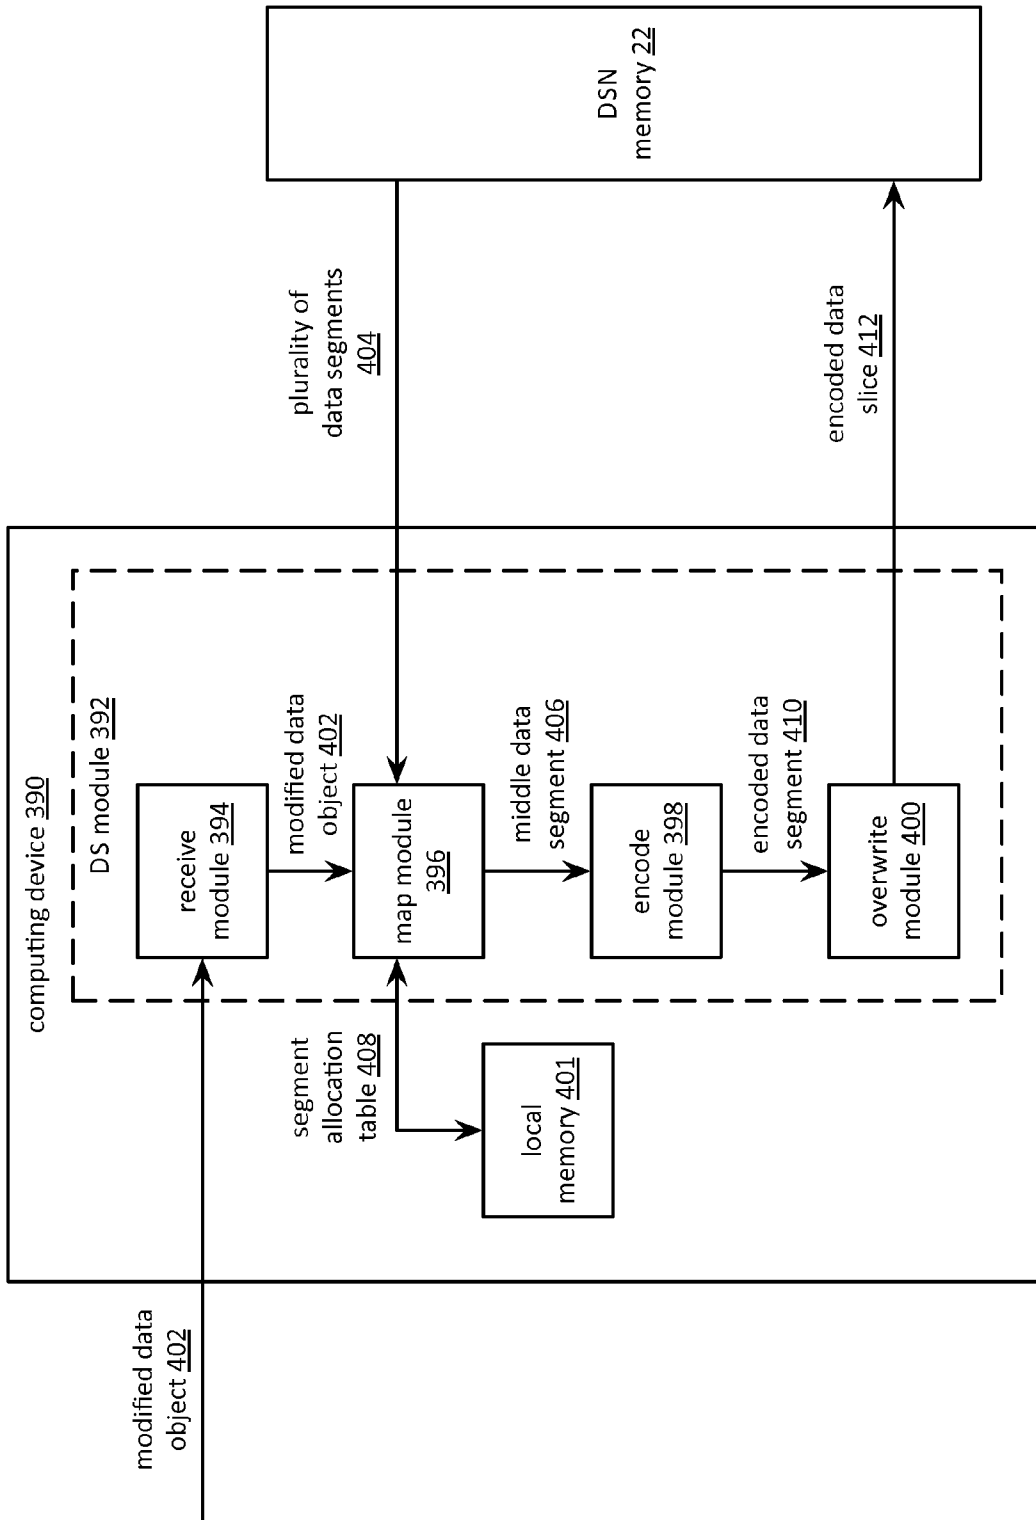 computing device 390
DS module 392
modified data
object 402
receive
module 394
modified data
object 402
segment
allocation
table 408
map module
396
plurality of
data segments
404
DSN
memory 22
local
memory 401
middle data
segment 406
encode
module 398
encoded data
segment 410
overwrite
module 400
encoded data
slice 412